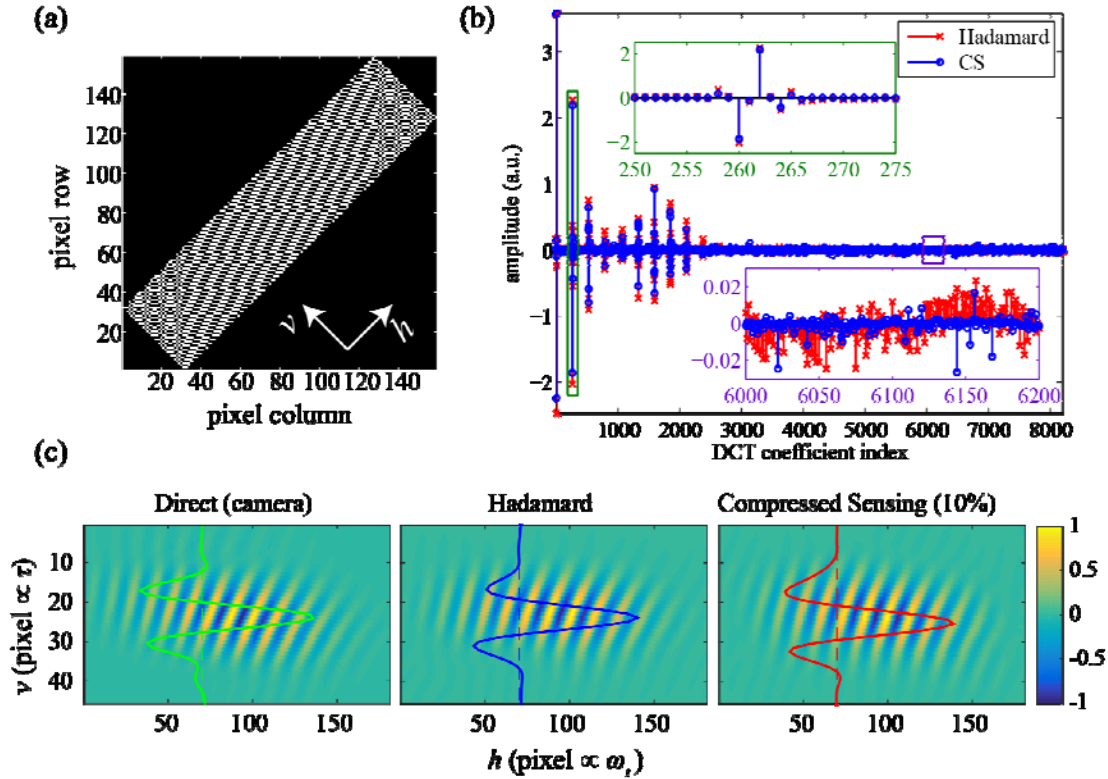 (a)
pixel row
140
120
100
80
60
40
20
20 40 60 80 100 120 140
pixel column
v
h
(b)
amplitude (a.u.)
3
2
1
0
−1
−2
1000 2000 3000 4000 5000 6000 7000 8000
DCT coefficient index
Hadamard
CS
2
0
−2
250 255 260 265 270 275
0.02
0
−0.02
6000 6050 6100 6150 6200
(c)
Direct (camera)
Hadamard
Compressed Sensing (10%)
v (pixel ∝ τ)
10
20
30
40
50 100 150
50 100 150
50 100 150
h (pixel ∝ ωₛ)
1
0.5
0
-0.5
-1